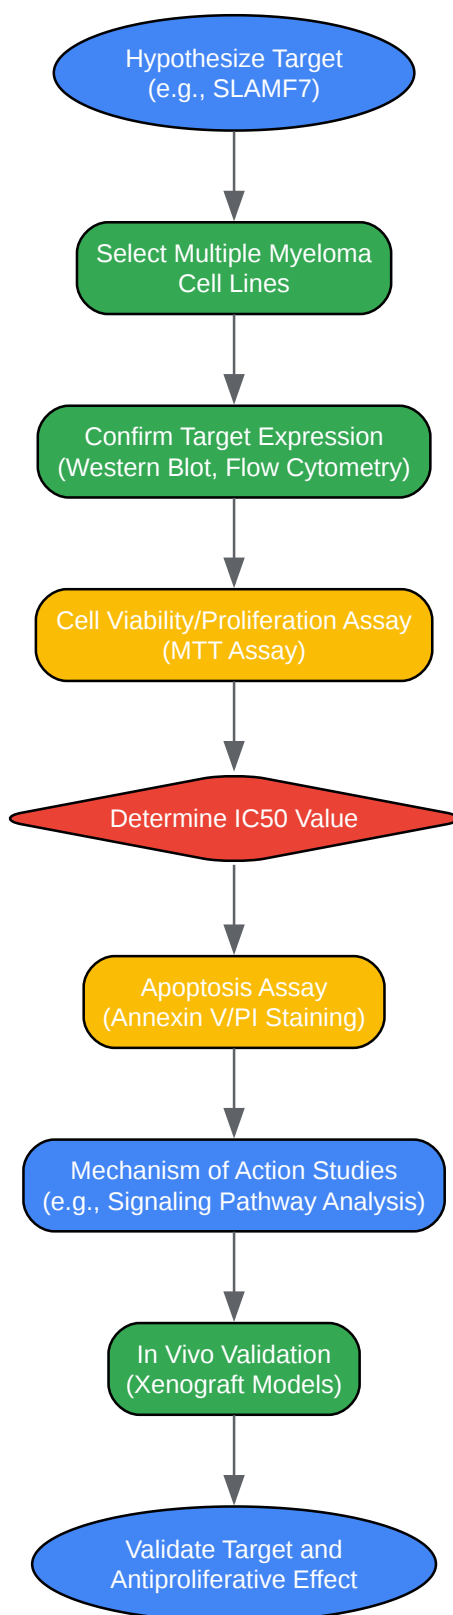 Hypothesize Target
(e.g., SLAMF7)
Select Multiple Myeloma
Cell Lines
Confirm Target Expression
(Western Blot, Flow Cytometry)
Cell Viability/Proliferation Assay
(MTT Assay)
Determine IC50 Value
Apoptosis Assay
(Annexin V/PI Staining)
Mechanism of Action Studies
(e.g., Signaling Pathway Analysis)
In Vivo Validation
(Xenograft Models)
Validate Target and
Antiproliferative Effect